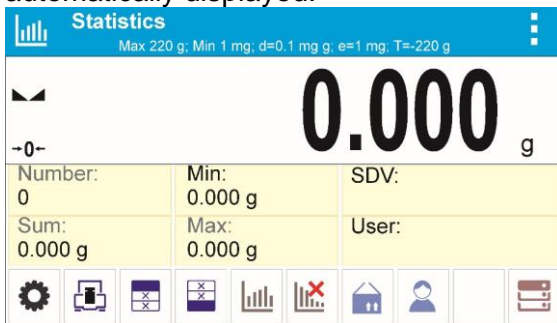 automatically displayed.
Statistics
Max 220 g; Min 1 mg; d=0.1 mg g; e=1 mg; T=-220 g
0.000 g
→0←
Number:
0
Min:
0.000 g
SDV:
Sum:
0.000 g
Max:
0.000 g
User: